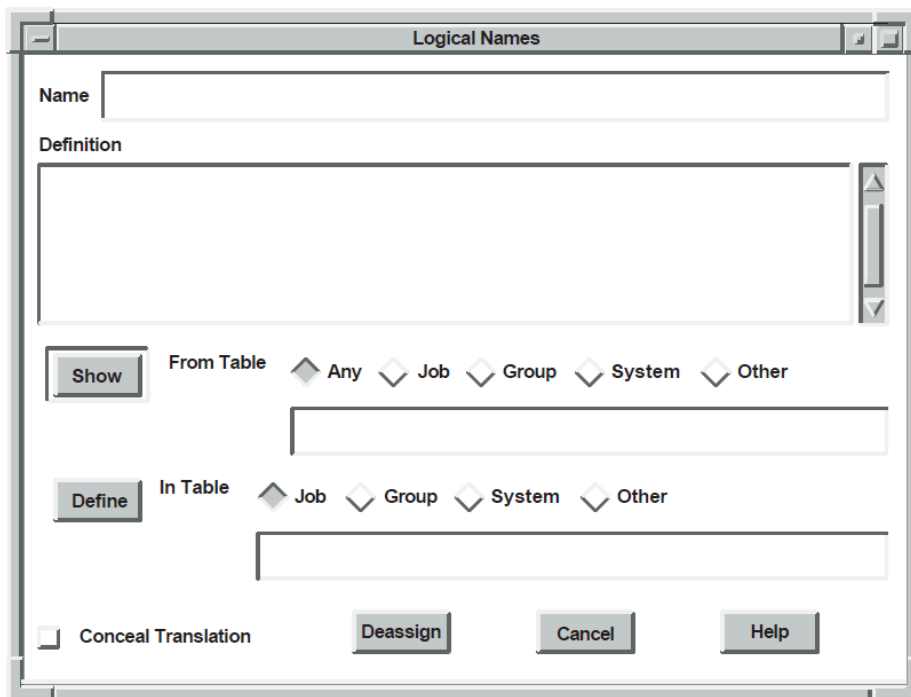 Logical Names
Name
Definition
Show From Table Any Job Group System Other
Define In Table Job Group System Other
Conceal Translation Deassign Cancel Help